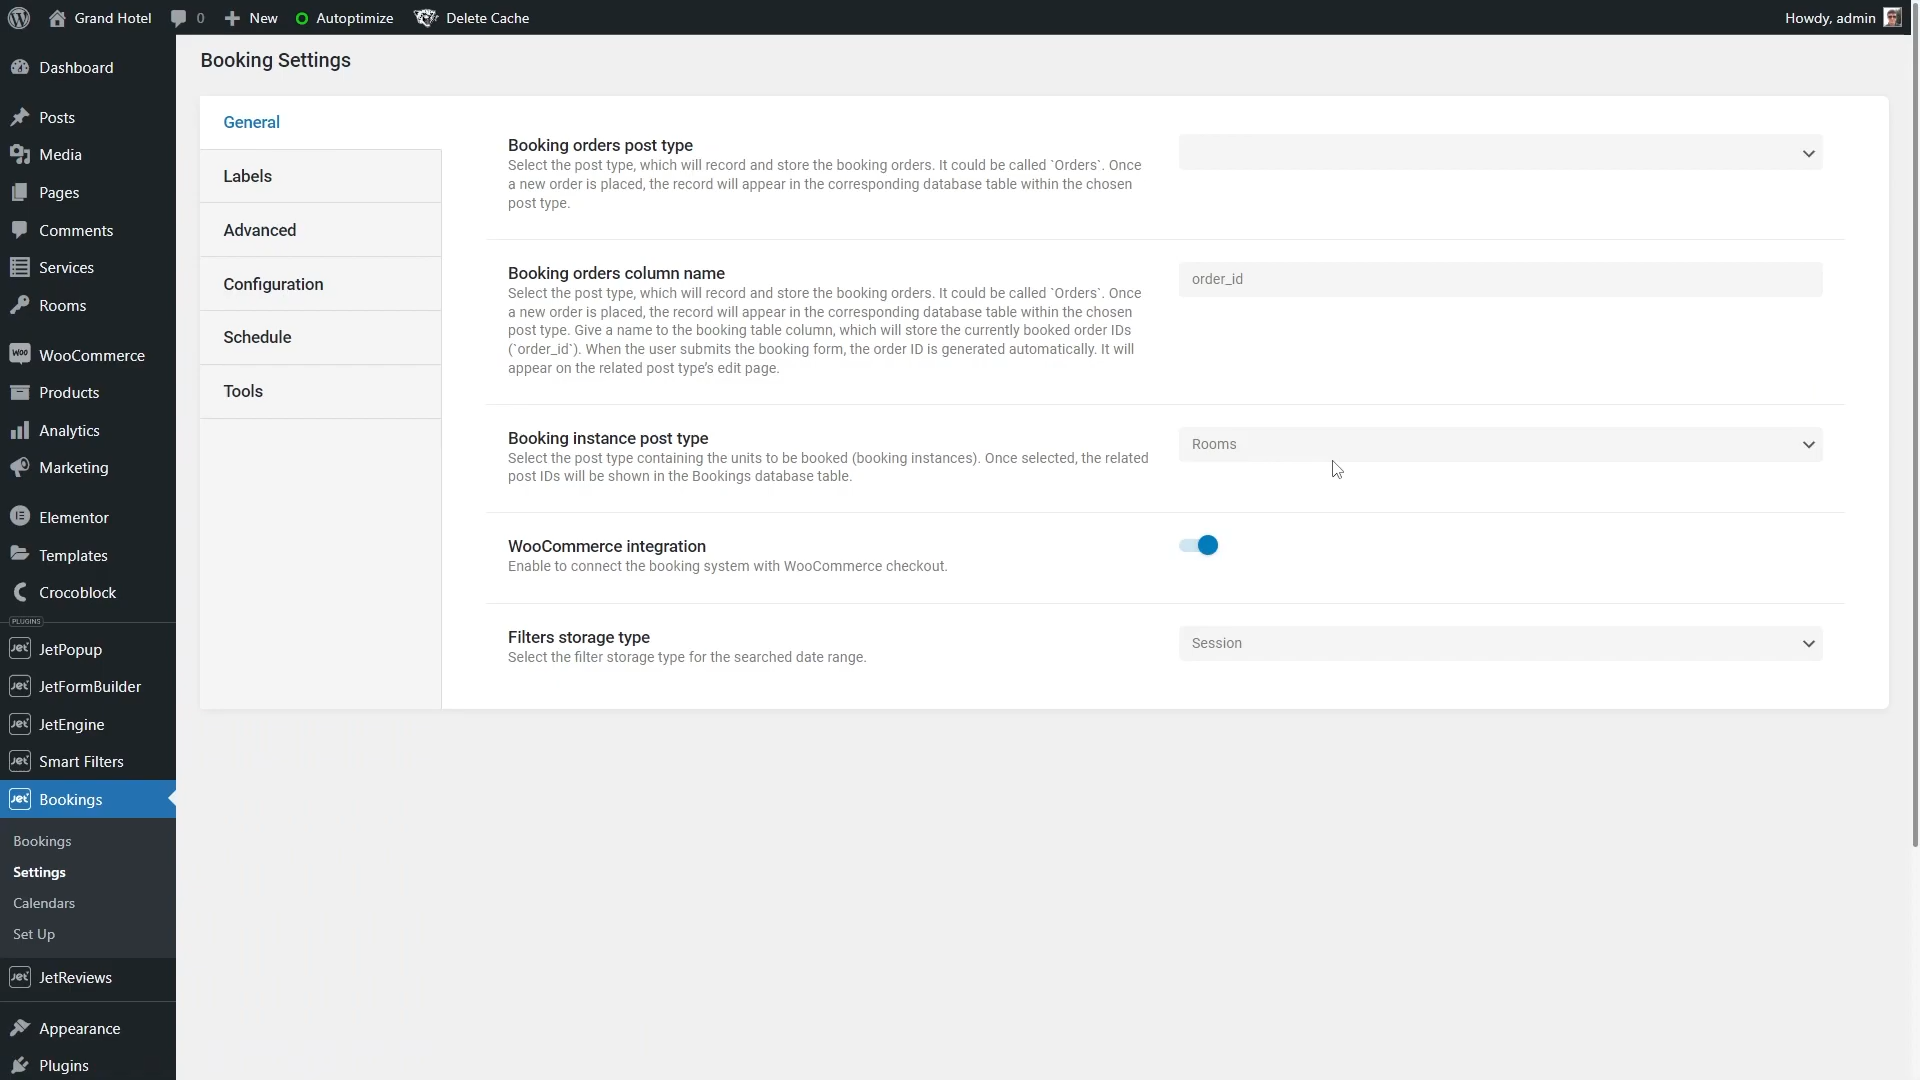 Grand Hotel
0
New
Autoptimize
Delete Cache
Howdy, admin
Dashboard
Posts
Media
Pages
Comments
Services
Rooms
WooCommerce
Products
Analytics
Marketing
Elementor
Templates
Crocoblock
PLUGINS
JetPopup
JetFormBuilder
JetEngine
Smart Filters
Bookings
Bookings
Settings
Calendars
Set Up
JetReviews
Appearance
Plugins
Booking Settings
General
Labels
Advanced
Configuration
Schedule
Tools
Booking orders post type
Select the post type, which will record and store the booking orders. It could be called `Orders`. Once
a new order is placed, the record will appear in the corresponding database table within the chosen
post type.
Booking orders column name
Select the post type, which will record and store the booking orders. It could be called `Orders`. Once
a new order is placed, the record will appear in the corresponding database table within the chosen
post type. Give a name to the booking table column, which will store the currently booked order IDs
(`order_id`). When the user submits the booking form, the order ID is generated automatically. It will
appear on the related post type’s edit page.
order_id
Booking instance post type
Select the post type containing the units to be booked (booking instances). Once selected, the related
post IDs will be shown in the Bookings database table.
Rooms
WooCommerce integration
Enable to connect the booking system with WooCommerce checkout.
Filters storage type
Select the filter storage type for the searched date range.
Session